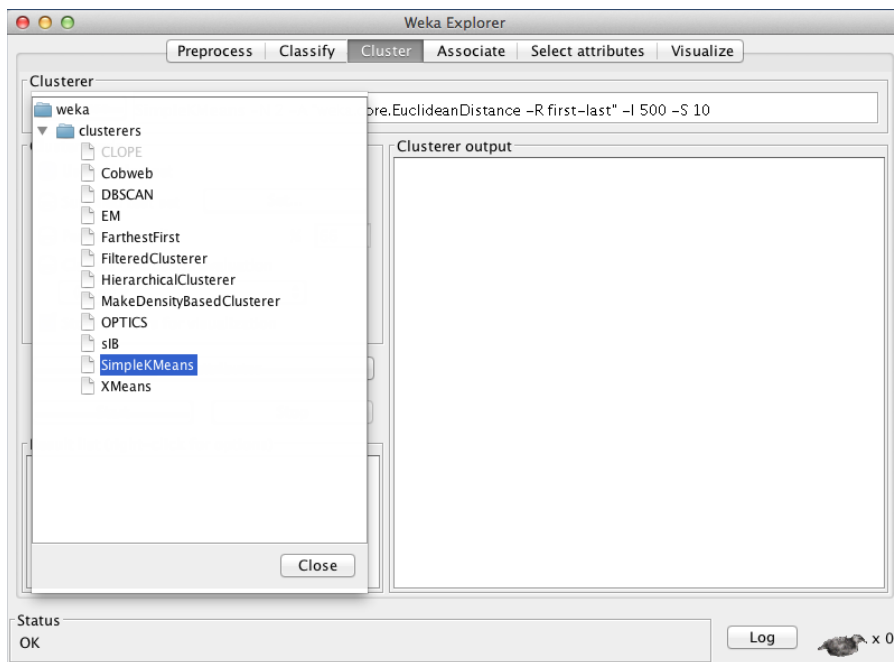 Weka Explorer
Preprocess Classify Cluster Associate Select attributes Visualize
Clusterer
ore.EuclideanDistance -R first-last" -I 500 -S 10
weka
clusterers
CLOPE
Cobweb
DBSCAN
EM
FarthestFirst
FilteredClusterer
HierarchicalClusterer
MakeDensityBasedClusterer
OPTICS
sIB
SimpleKMeans
XMeans
Close
Clusterer output
Status
OK
Log
x 0